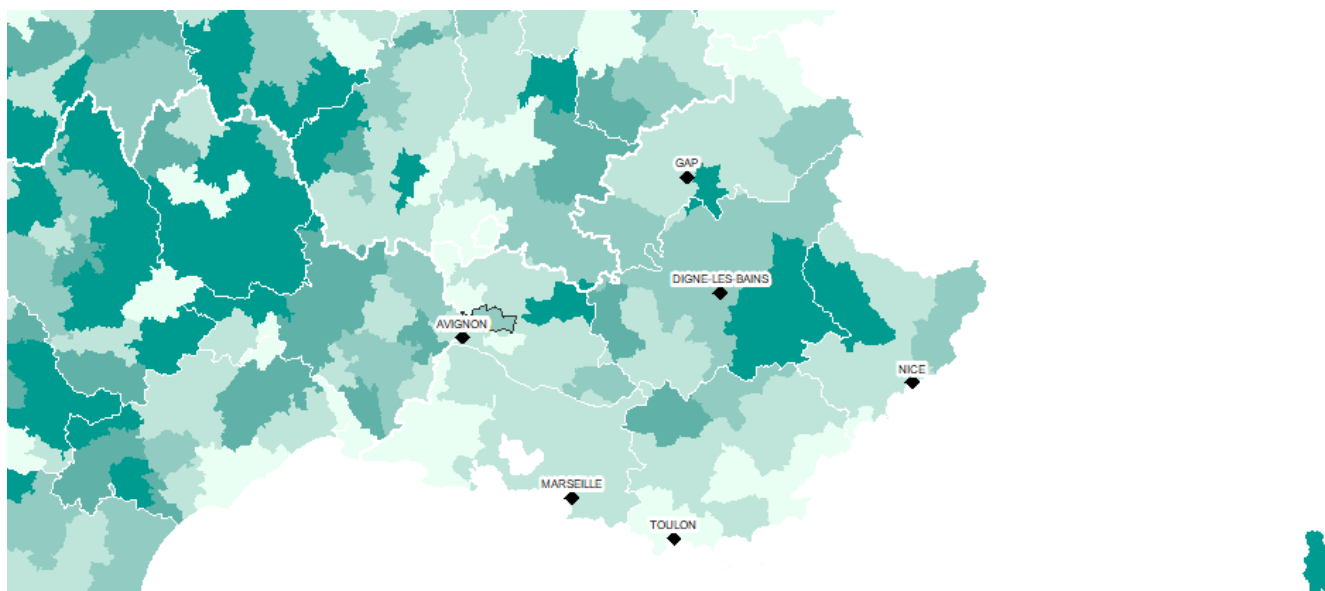 GAP
DIGNE-LES-BAINS
AVIGNON
NICE
MARSEILLE
TOULON